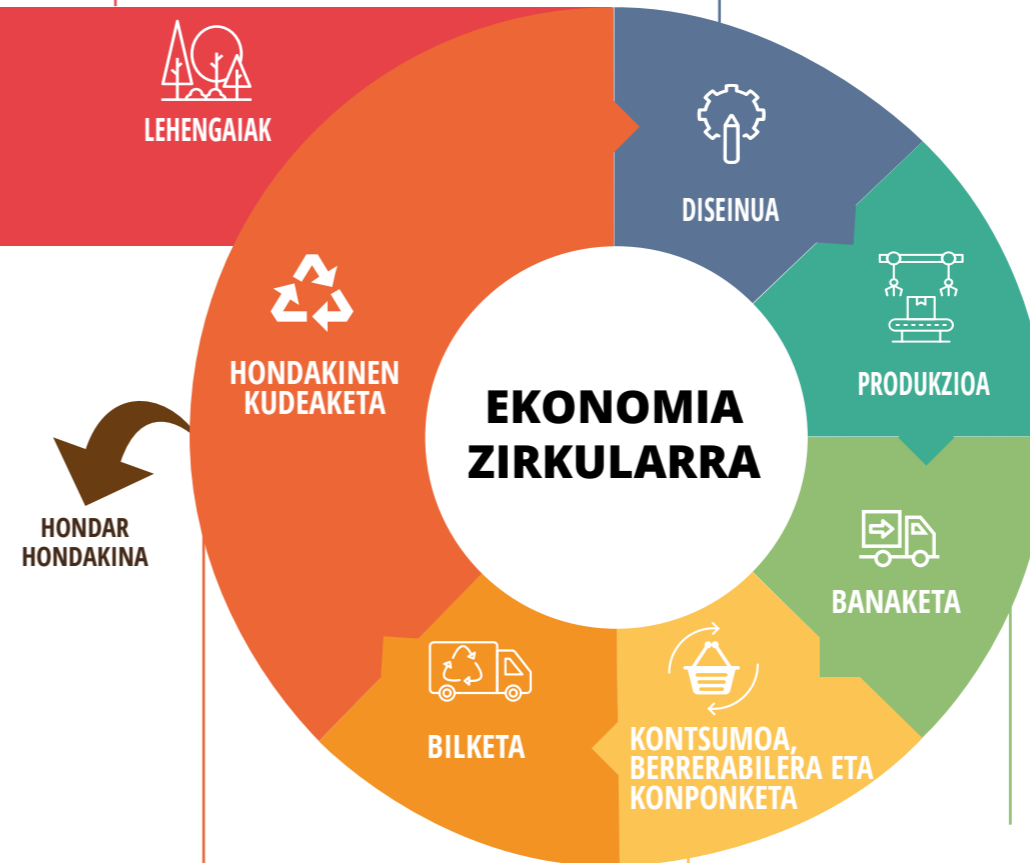 LEHENGAIAK
DISEINUA
PRODUKZIOA
BANAKETA
KONTSUMOA,
BERRERABILERA ETA
KONPONKETA
BILKETA
HONDAKINEN
KUDEAKETA
HONDAR
HONDAKINA
EKONOMIA
ZIRKULARRA